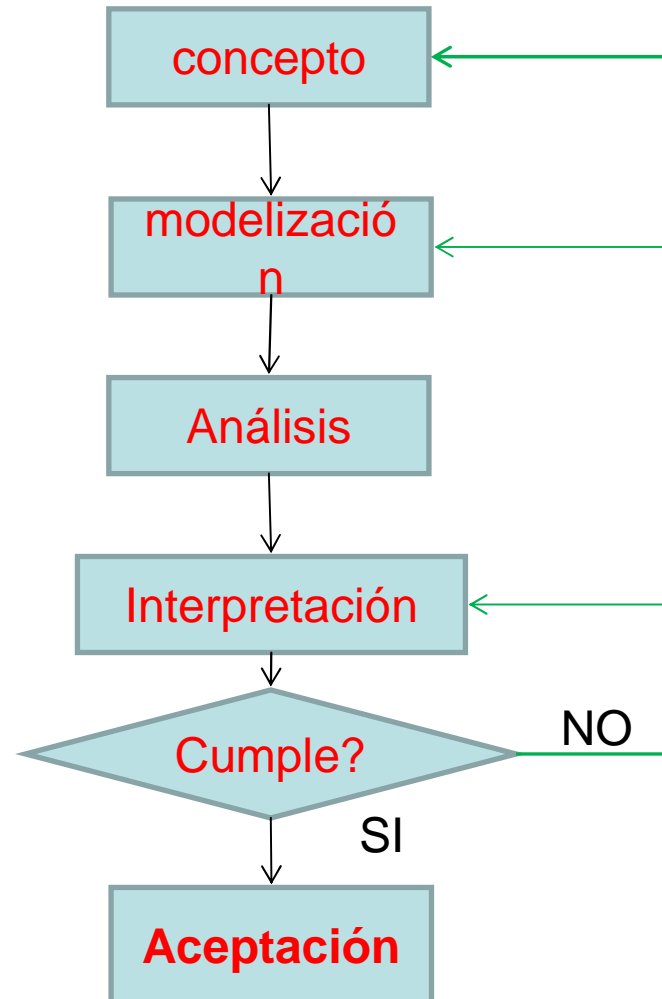 concepto
modelizació
n
Análisis
Interpretación
Cumple?
NO
SI
Aceptación